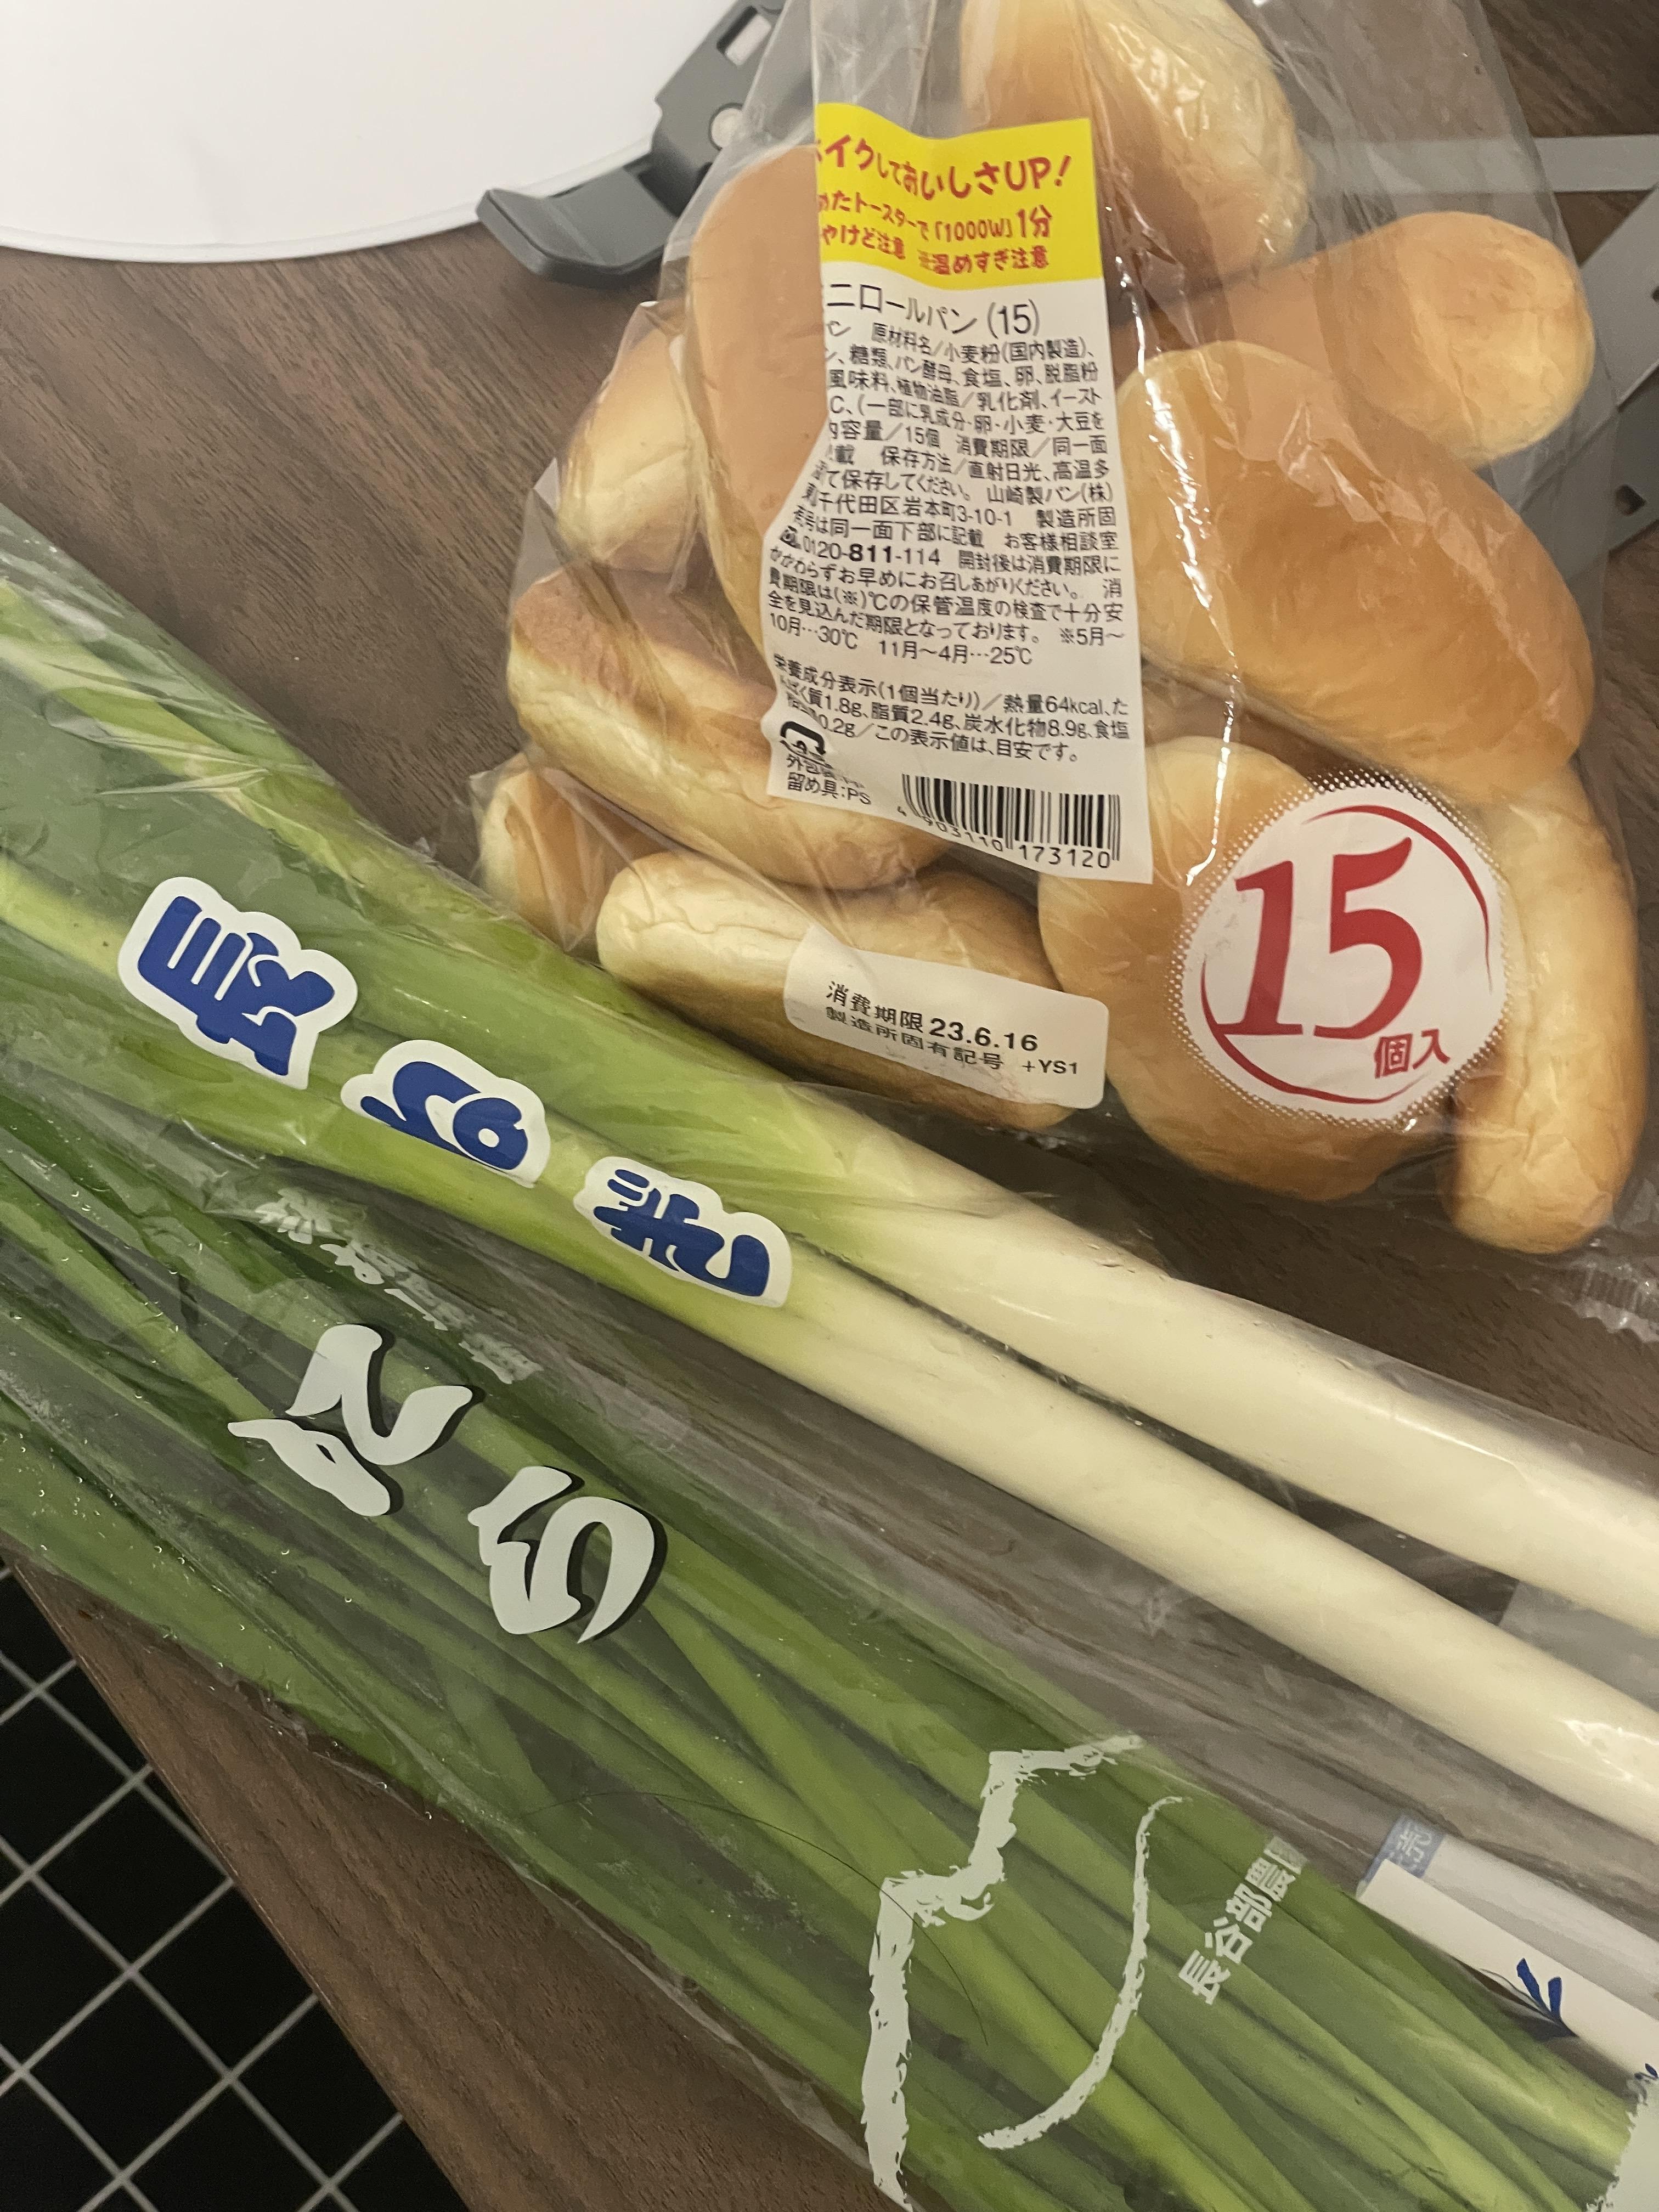 ベイクしておいしさUP!
めたトースターで「1000W」1分
やけど注意 ※温めすぎ注意
ニロールパン (15)
パン 原材料名/小麦粉(国内製造)、
ン、糖類、パン酵母、食塩、卵、脱脂粉
風味料、植物油脂/乳化剤、イースト
C、(一部に乳成分・卵・小麦・大豆を
内容量/15個 消費期限/同一面
載 保存方法/直射日光、高温多
て保存してください。 山崎製パン(株)
千代田区岩本町3-10-1 製造所固
有記号は同一面下部に記載 お客様相談室
0120-811-114 開封後は消費期限に
かかわらずお早めにお召しあがりください。 消
費期限は(※)℃の保管温度の検査で十分安
全を見込んだ期限となっております。 ※5月~
10月…30℃ 11月~4月…25℃
栄養成分表示(1個当たり)/熱量64kcal、た
んぱく質1.8g、脂質2.4g、炭水化物8.9g、食塩
0.2g/この表示値は、目安です。
外包装
留め具:PS
4 903110 173120
15
個入
消費期限 23.6.16
製造所固有記号 +YS1
長ねぎ
にら
長谷部農園